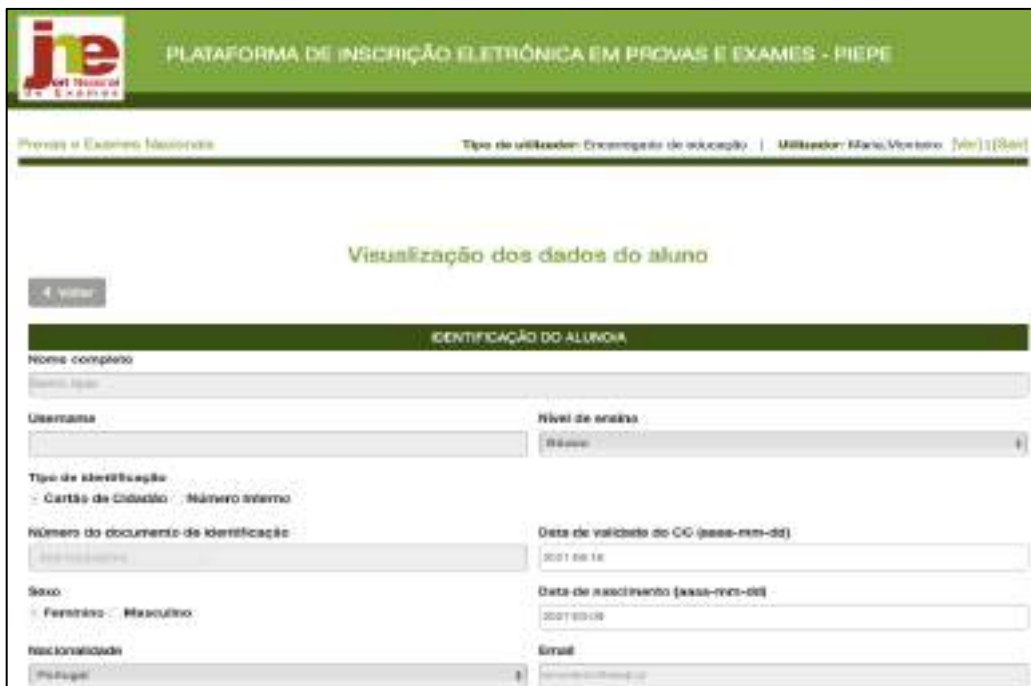 jne
de Exames
PLATAFORMA DE INSCRIÇÃO ELETRÓNICA EM PROVAS E EXAMES - PIEPE
Provas e Exames Nacionais
Tipo de utilizador: Encarregado de educação | Utilizador: Maria,Monteiro [Ver] | [Sair]
Visualização dos dados do aluno
Voltar
IDENTIFICAÇÃO DO ALUNO/A
Nome completo
Username
Nível de ensino
Básico
Tipo de identificação
Cartão de Cidadão Número Interno
Número do documento de identificação
Data de validade do CC (aaaa-mm-dd)
Sexo
Feminino Masculino
Data de nascimento (aaaa-mm-dd)
Nacionalidade
Portugal
Email